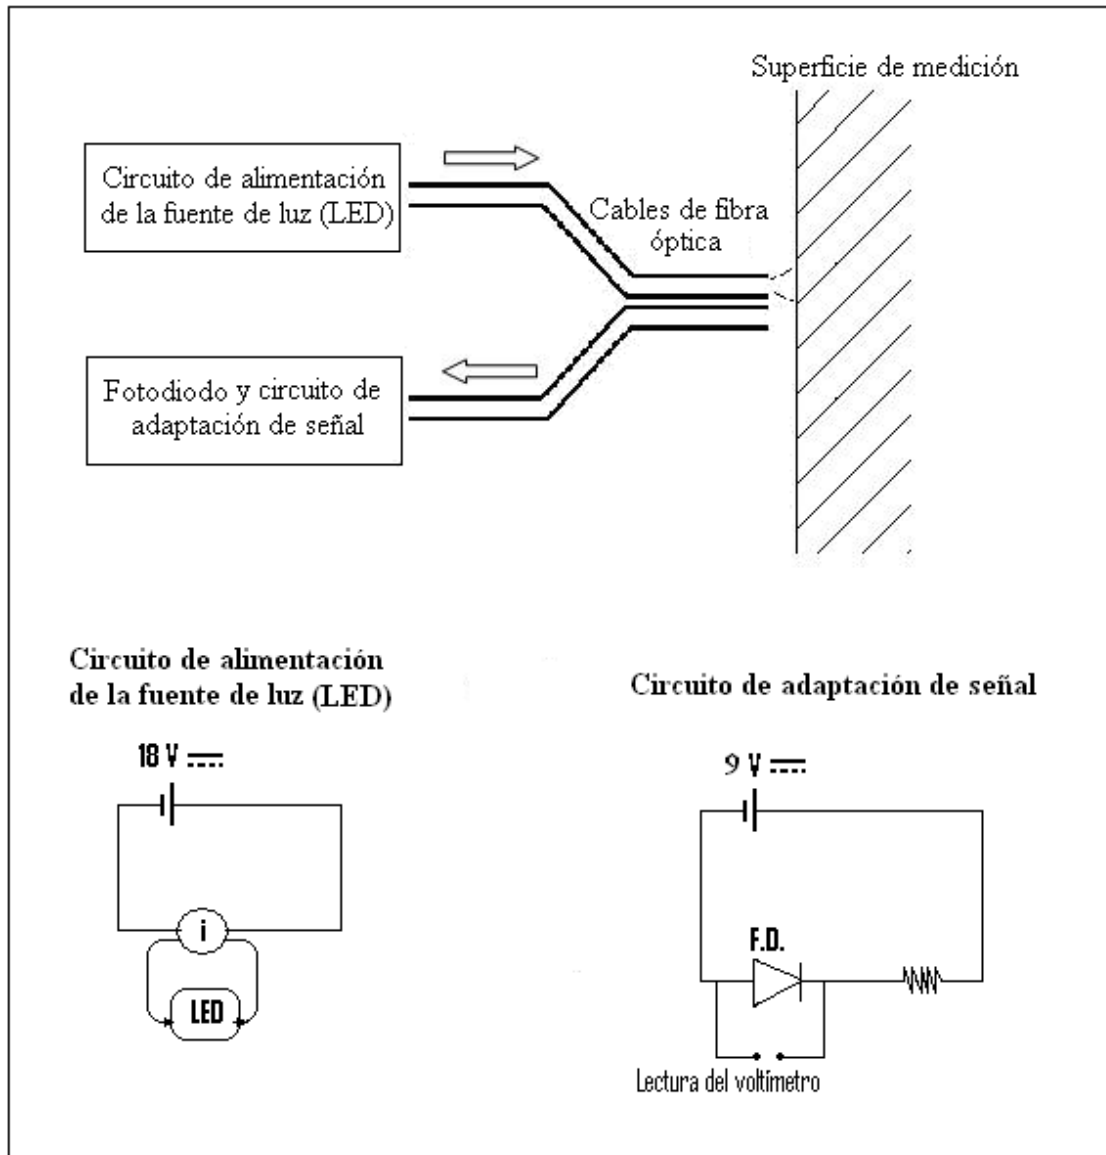 Superficie de medición
Circuito de alimentación
de la fuente de luz (LED)
Cables de fibra
óptica
Fotodiodo y circuito de
adaptación de señal
Circuito de alimentación
de la fuente de luz (LED)
18 V
i
LED
Circuito de adaptación de señal
9 V
F.D.
Lectura del voltímetro